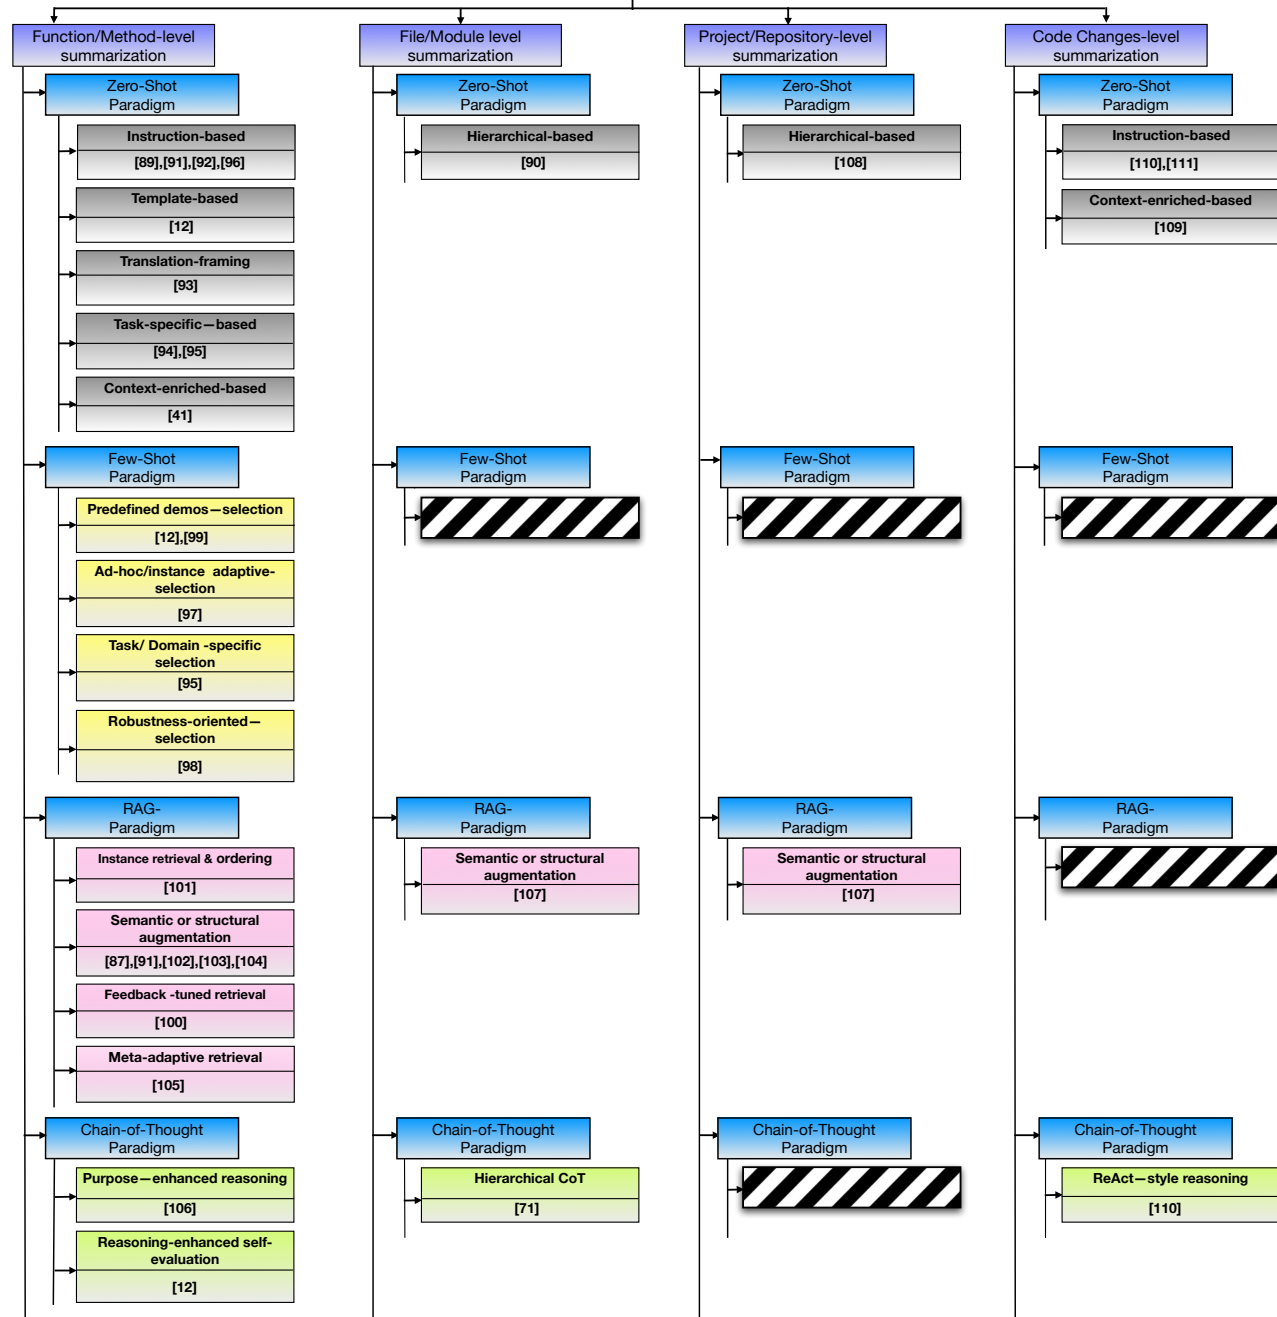 Function/Method-level
summarization
Zero-Shot
Paradigm
Instruction-based
[89],[91],[92],[96]
Template-based
[12]
Translation-framing
[93]
Task-specific—based
[94],[95]
Context-enriched-based
[41]
Few-Shot
Paradigm
Predefined demos—selection
[12],[99]
Ad-hoc/instance adaptive-
selection
[97]
Task/ Domain -specific
selection
[95]
Robustness-oriented—
selection
[98]
RAG-
Paradigm
Instance retrieval & ordering
[101]
Semantic or structural
augmentation
[87],[91],[102],[103],[104]
Feedback -tuned retrieval
[100]
Meta-adaptive retrieval
[105]
Chain-of-Thought
Paradigm
Purpose—enhanced reasoning
[106]
Reasoning-enhanced self-
evaluation
[12]
File/Module level
summarization
Zero-Shot
Paradigm
Hierarchical-based
[90]
Few-Shot
Paradigm
RAG-
Paradigm
Semantic or structural
augmentation
[107]
Chain-of-Thought
Paradigm
Hierarchical CoT
[71]
Project/Repository-level
summarization
Zero-Shot
Paradigm
Hierarchical-based
[108]
Few-Shot
Paradigm
RAG-
Paradigm
Semantic or structural
augmentation
[107]
Chain-of-Thought
Paradigm
Code Changes-level
summarization
Zero-Shot
Paradigm
Instruction-based
[110],[111]
Context-enriched-based
[109]
Few-Shot
Paradigm
RAG-
Paradigm
Chain-of-Thought
Paradigm
ReAct—style reasoning
[110]